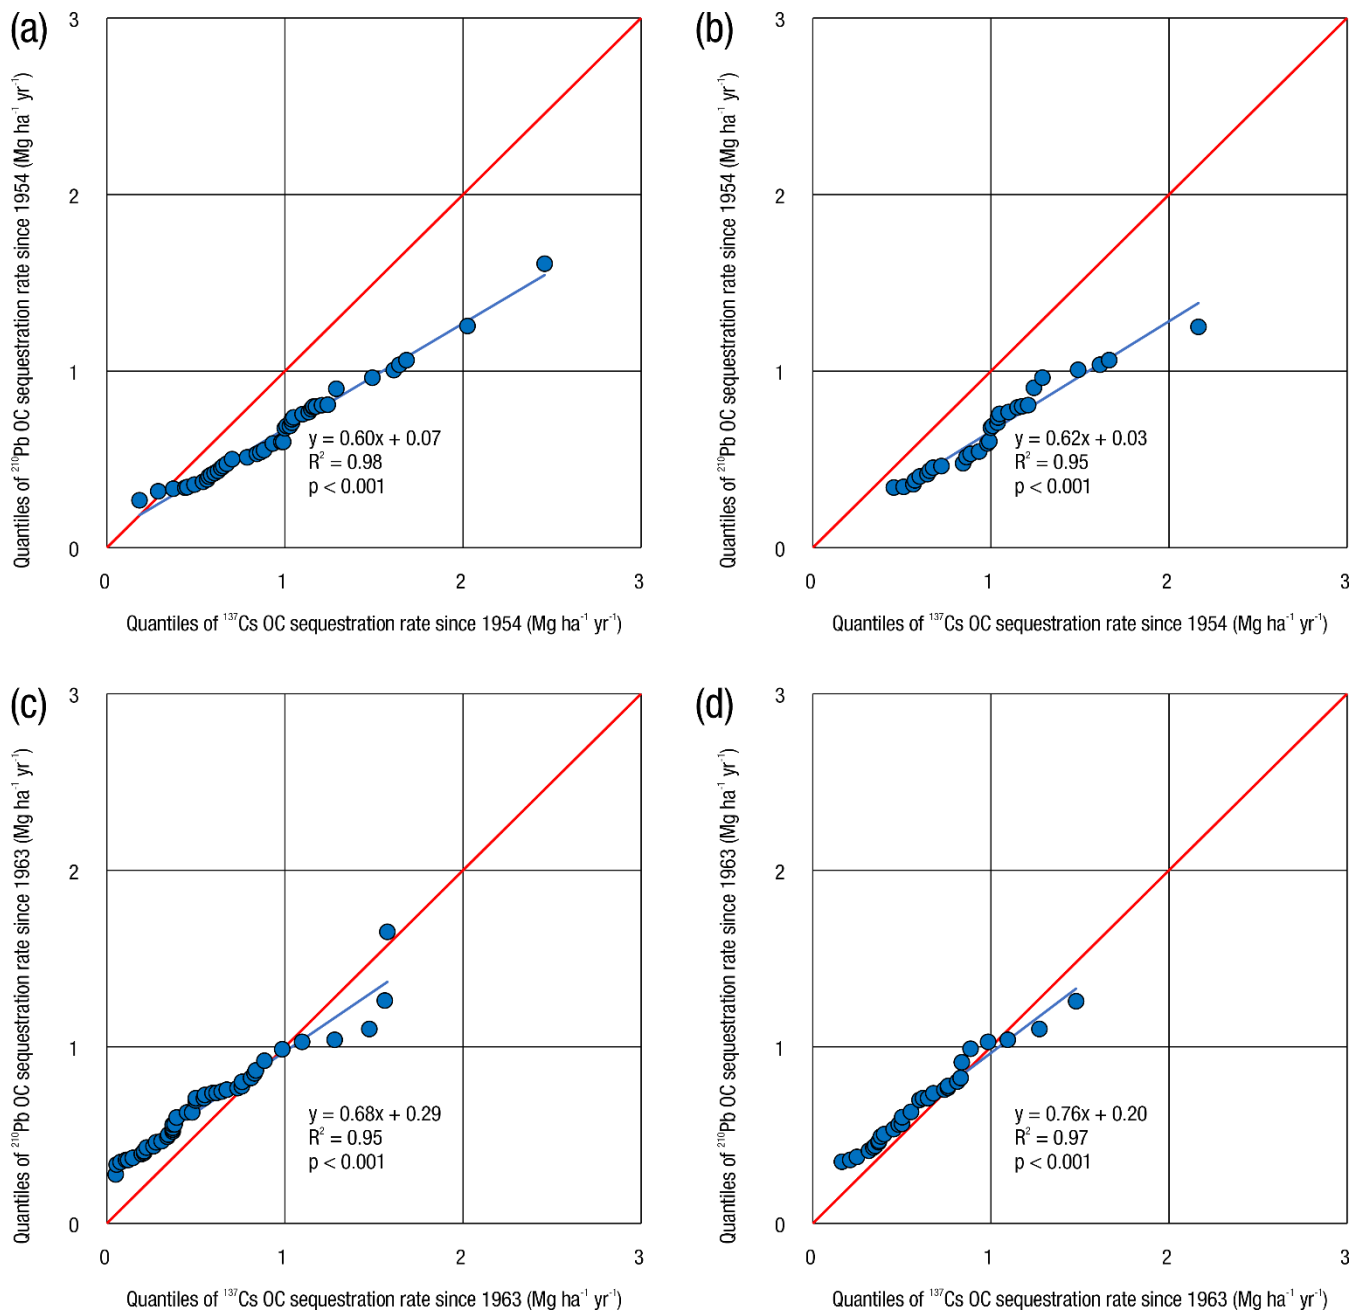 (a)
Quantiles of ²¹⁰Pb OC sequestration rate since 1954 (Mg ha⁻¹ yr⁻¹)
3
2
1
0
y = 0.60x + 0.07
R² = 0.98
p < 0.001
0 1 2 3
Quantiles of ¹³⁷Cs OC sequestration rate since 1954 (Mg ha⁻¹ yr⁻¹)
(b)
Quantiles of ²¹⁰Pb OC sequestration rate since 1954 (Mg ha⁻¹ yr⁻¹)
3
2
1
0
y = 0.62x + 0.03
R² = 0.95
p < 0.001
0 1 2 3
Quantiles of ¹³⁷Cs OC sequestration rate since 1954 (Mg ha⁻¹ yr⁻¹)
(c)
Quantiles of ²¹⁰Pb OC sequestration rate since 1963 (Mg ha⁻¹ yr⁻¹)
3
2
1
0
y = 0.68x + 0.29
R² = 0.95
p < 0.001
0 1 2 3
Quantiles of ¹³⁷Cs OC sequestration rate since 1963 (Mg ha⁻¹ yr⁻¹)
(d)
Quantiles of ²¹⁰Pb OC sequestration rate since 1963 (Mg ha⁻¹ yr⁻¹)
3
2
1
0
y = 0.76x + 0.20
R² = 0.97
p < 0.001
0 1 2 3
Quantiles of ¹³⁷Cs OC sequestration rate since 1963 (Mg ha⁻¹ yr⁻¹)